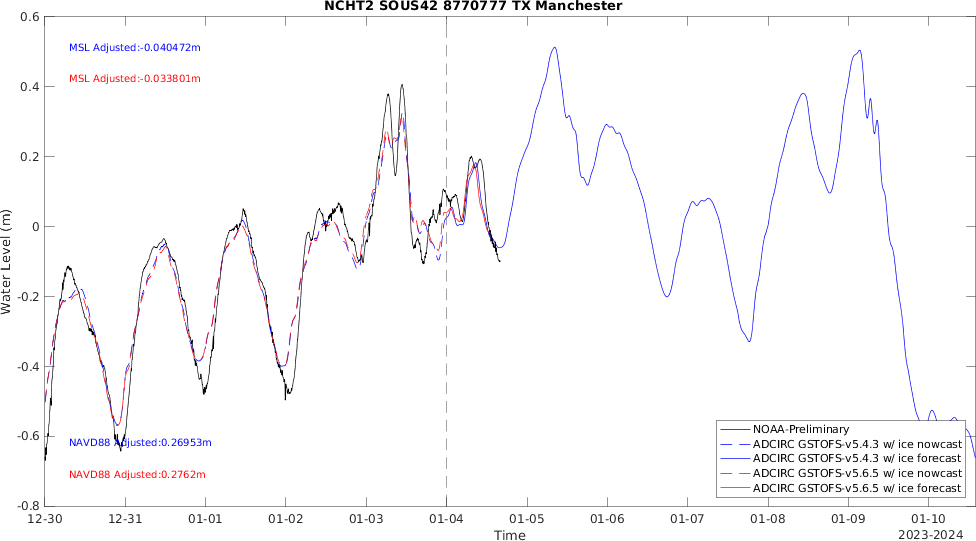 NCHT2 SOUS42 8770777 TX Manchester
0.6
0.4
0.2
0
-0.2
-0.4
-0.6
-0.8
Water Level (m)
MSL Adjusted:-0.040472m
MSL Adjusted:-0.033801m
NAVD88 Adjusted:0.26953m
NAVD88 Adjusted:0.2762m
NOAA-Preliminary
ADCIRC GSTOFS-v5.4.3 w/ ice nowcast
ADCIRC GSTOFS-v5.4.3 w/ ice forecast
ADCIRC GSTOFS-v5.6.5 w/ ice nowcast
ADCIRC GSTOFS-v5.6.5 w/ ice forecast
12-30 12-31 01-01 01-02 01-03 01-04 01-05 01-06 01-07 01-08 01-09 01-10
Time
2023-2024